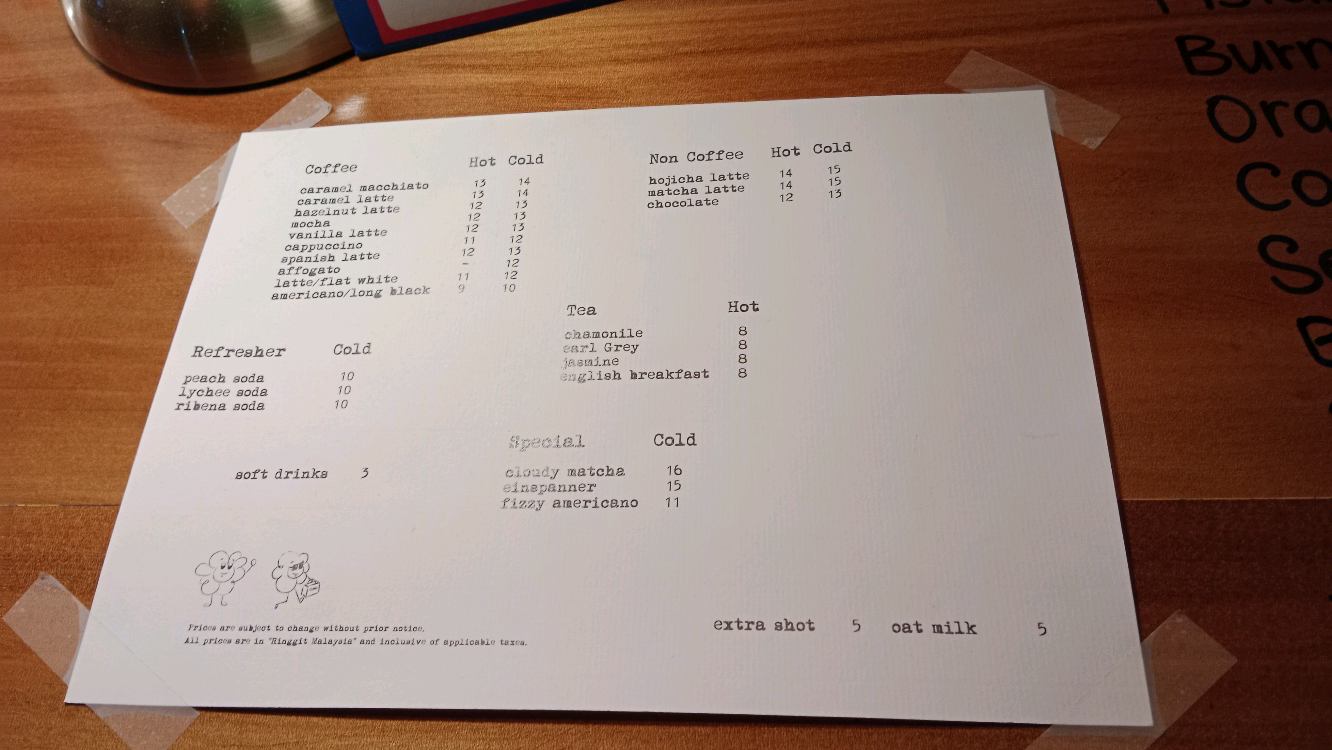 Coffee Hot Cold
caramel macchiato 13 14
caramel latte 13 14
hazelnut latte 12 13
mocha 12 13
vanilla latte 12 13
cappuccino 11 12
spanish latte 12 13
affogato - 12
latte/flat white 11 12
americano/long black 9 10
Non Coffee Hot Cold
hojicha latte 14 15
matcha latte 14 15
chocolate 12 13
Tea Hot
chamonile 8
earl Grey 8
jasmine 8
english breakfast 8
Refresher Cold
peach soda 10
lychee soda 10
ribena soda 10
Special Cold
cloudy matcha 16
einspanner 15
fizzy americano 11
soft drinks 3
Prices are subject to change without prior notice.
All prices are in "Ringgit Malaysia" and inclusive of applicable taxes.
extra shot 5 oat milk 5